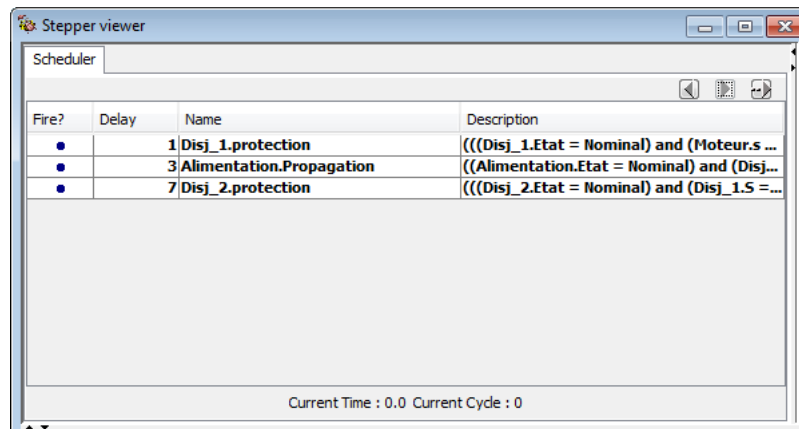 Stepper viewer
Scheduler
Fire? Delay Name Description
1 Disj_1.protection (((Disj_1.Etat = Nominal) and (Moteur.s ...
3 Alimentation.Propagation ((Alimentation.Etat = Nominal) and (Disj...
7 Disj_2.protection (((Disj_2.Etat = Nominal) and (Disj_1.S =...
Current Time : 0.0 Current Cycle : 0